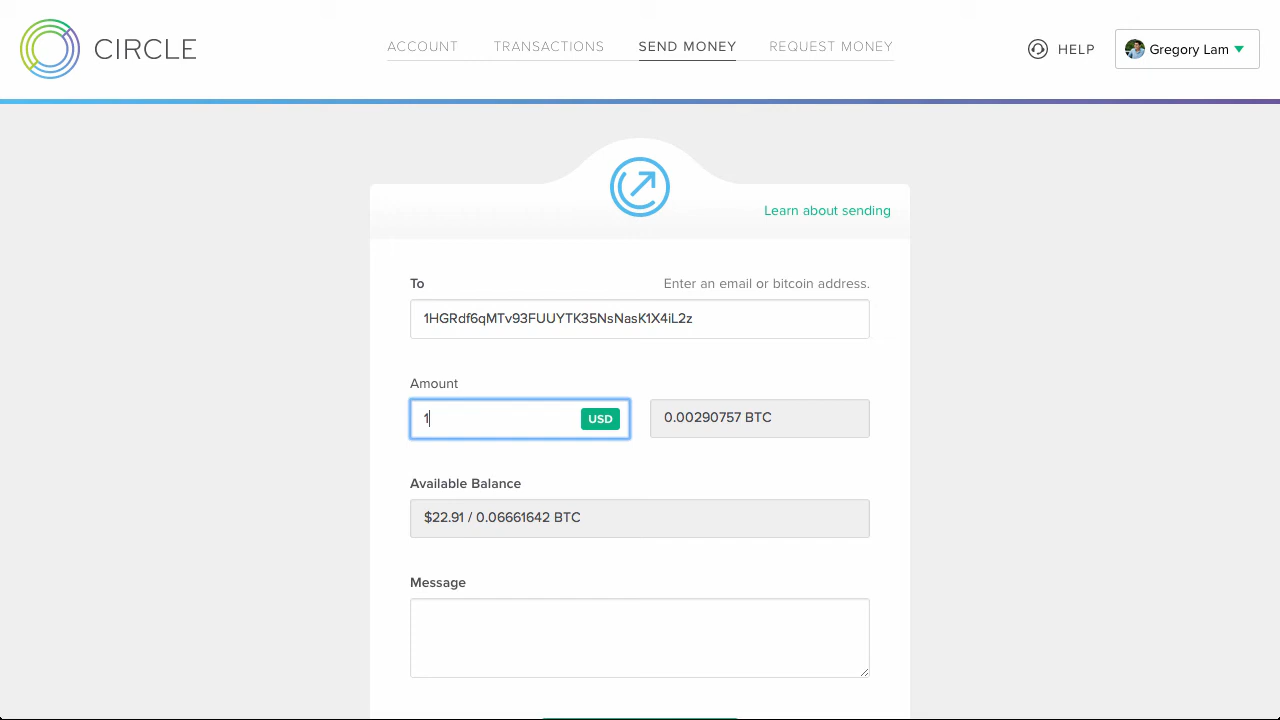 CIRCLE
ACCOUNT TRANSACTIONS SEND MONEY REQUEST MONEY
HELP
Gregory Lam
Learn about sending
To
Enter an email or bitcoin address.
1HGRdf6qMTv93FUUYTK35NsNasK1X4iL2z
Amount
1 USD
0.00290757 BTC
Available Balance
$22.91 / 0.06661642 BTC
Message